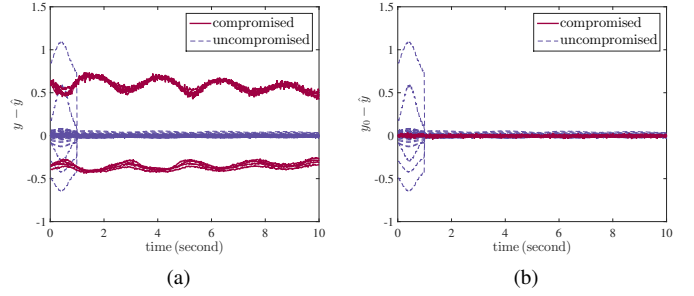 1.5
1
0.5
0
-0.5
-1
0 2 4 6 8 10
y − ŷ
time (second)
compromised
uncompromised
(a)
1.5
1
0.5
0
-0.5
-1
0 2 4 6 8 10
y₀ − ŷ
time (second)
compromised
uncompromised
(b)